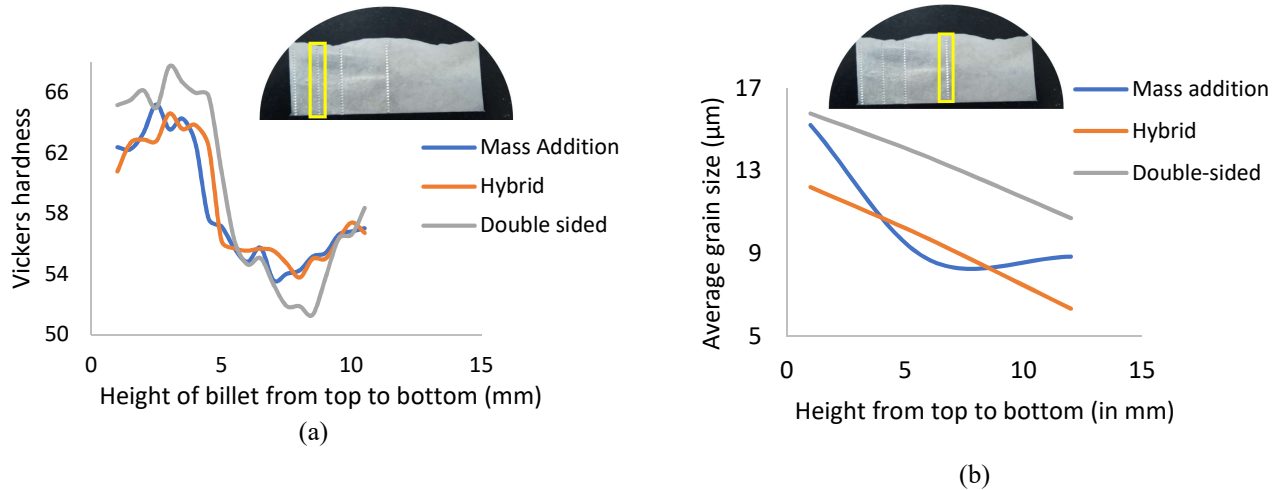 66
62
58
54
50
0
5
10
15
Vickers hardness
Height of billet from top to bottom (mm)
Mass Addition
Hybrid
Double sided
(a)
17
13
9
5
0
5
10
15
Average grain size (µm)
Height from top to bottom (in mm)
Mass addition
Hybrid
Double-sided
(b)